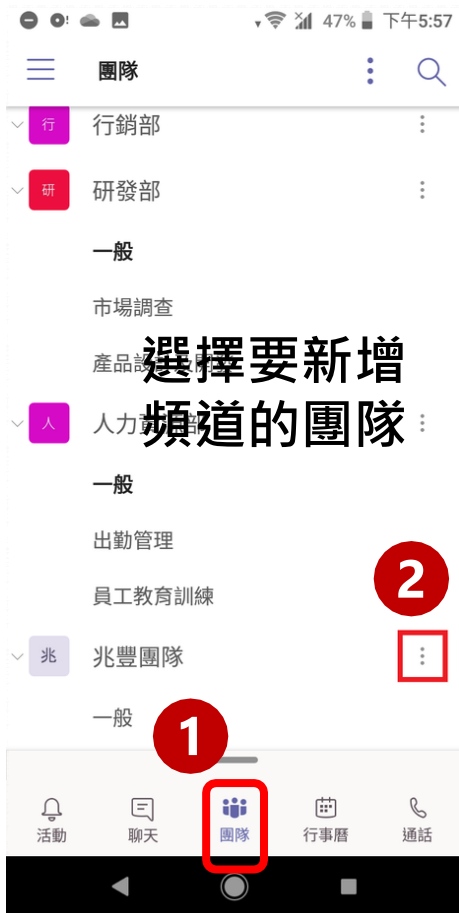 47% 下午5:57
團隊
行 行銷部
研 研發部
一般
市場調查
選擇要新增
頻道的團隊
人 人力
一般
出勤管理
2
員工教育訓練
兆 兆豐團隊
一般
1
活動 聊天 團隊 行事曆 通話